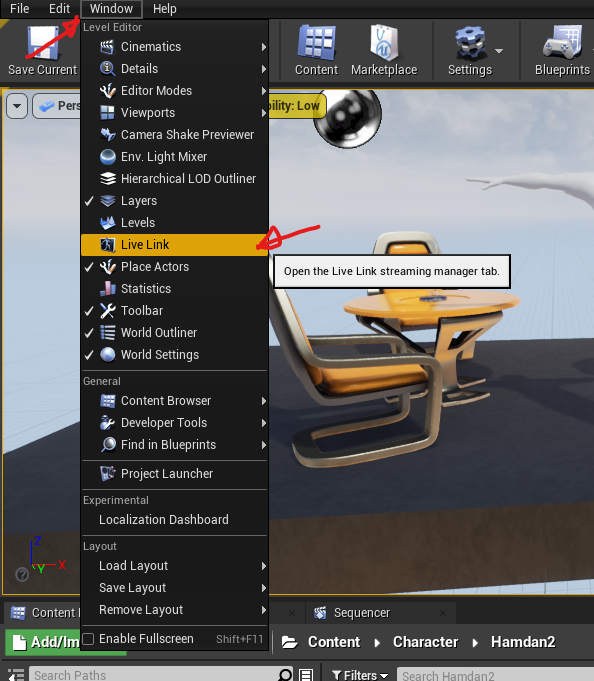 File Edit Window Help
Save Current
Content
Marketplace
Settings
Blueprints
Pers
bility: Low
Level Editor
Cinematics
Details
Editor Modes
Viewports
Camera Shake Previewer
Env. Light Mixer
Hierarchical LOD Outliner
Layers
Levels
Live Link
Open the Live Link streaming manager tab.
Place Actors
Statistics
Toolbar
World Outliner
World Settings
General
Content Browser
Developer Tools
Find in Blueprints
Project Launcher
Experimental
Localization Dashboard
Layout
Load Layout
Save Layout
Remove Layout
Enable Fullscreen Shift+F11
Z
X
Y
Content
Sequencer
Add/Im
Content Character Hamdan2
Search Paths
Filters
Search Hamdan2